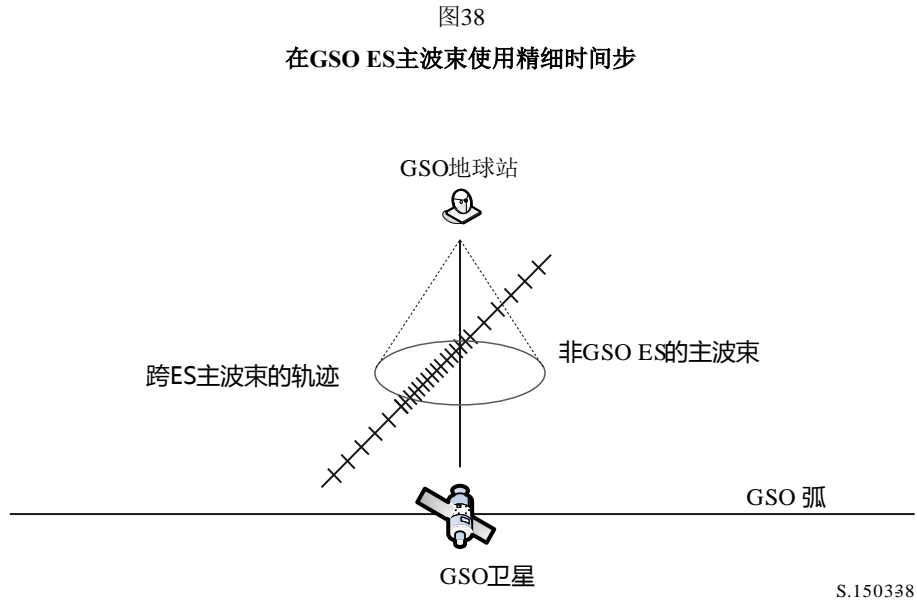 图38
在GSO ES主波束使用精细时间步
GSO地球站
非GSO ES的主波束
跨ES主波束的轨迹
GSO 弧
GSO卫星
S.150338